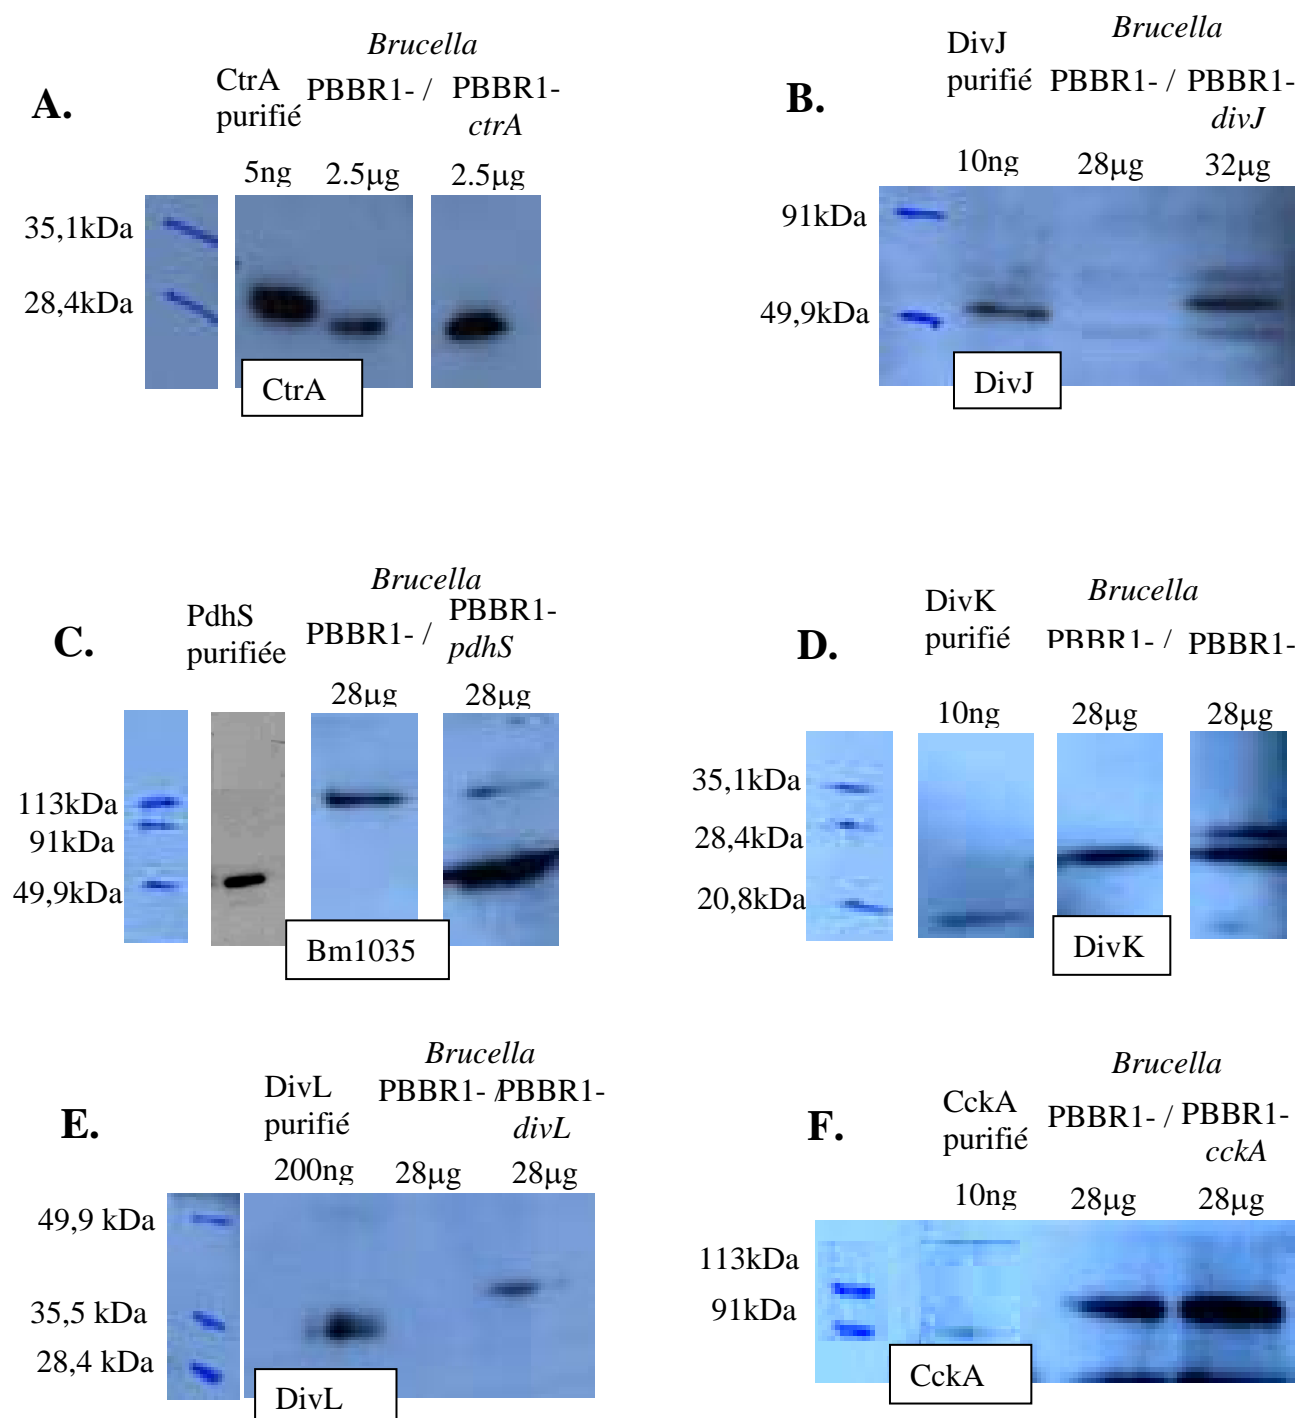 A.
CtrA
purifié
Brucella
PBBR1- / PBBR1-
ctrA
5ng 2.5µg 2.5µg
35,1kDa
28,4kDa
CtrA
B.
DivJ
purifié
Brucella
PBBR1- / PBBR1-
divJ
10ng 28µg 32µg
91kDa
49,9kDa
DivJ
C.
PdhS
purifiée
Brucella
PBBR1- / PBBR1-
pdhS
28µg 28µg
113kDa
91kDa
49,9kDa
Bm1035
D.
DivK
purifié
Brucella
PBBR1- / PBBR1-
10ng 28µg 28µg
35,1kDa
28,4kDa
20,8kDa
DivK
E.
DivL
purifié
Brucella
PBBR1- /PBBR1-
divL
200ng 28µg 28µg
49,9 kDa
35,5 kDa
28,4 kDa
DivL
F.
CckA
purifié
Brucella
PBBR1- / PBBR1-
cckA
10ng 28µg 28µg
113kDa
91kDa
CckA